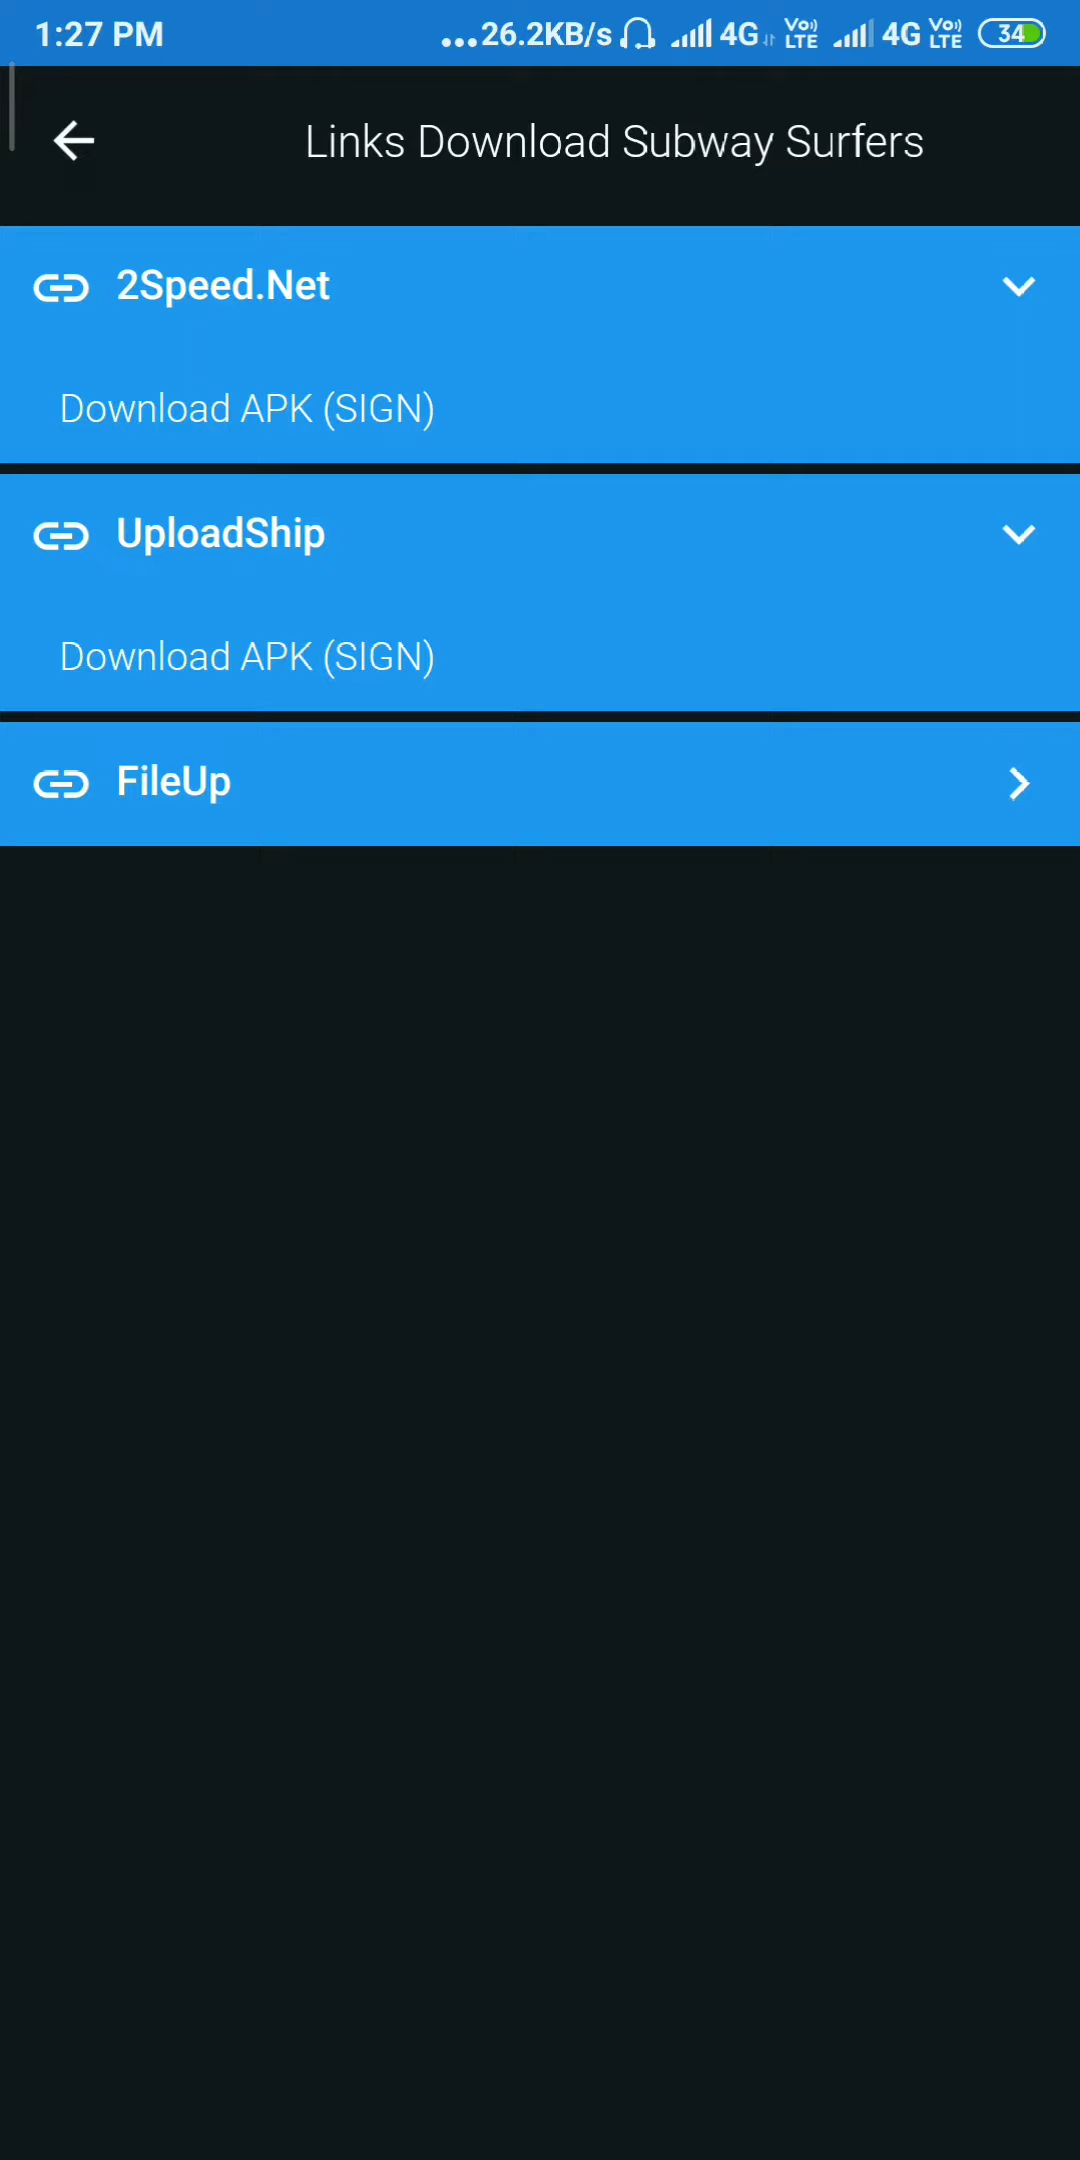 1:27 PM
...26.2KB/s 4G Vo)) LTE 4G Vo)) LTE 34
Links Download Subway Surfers
2Speed.Net
Download APK (SIGN)
UploadShip
Download APK (SIGN)
FileUp